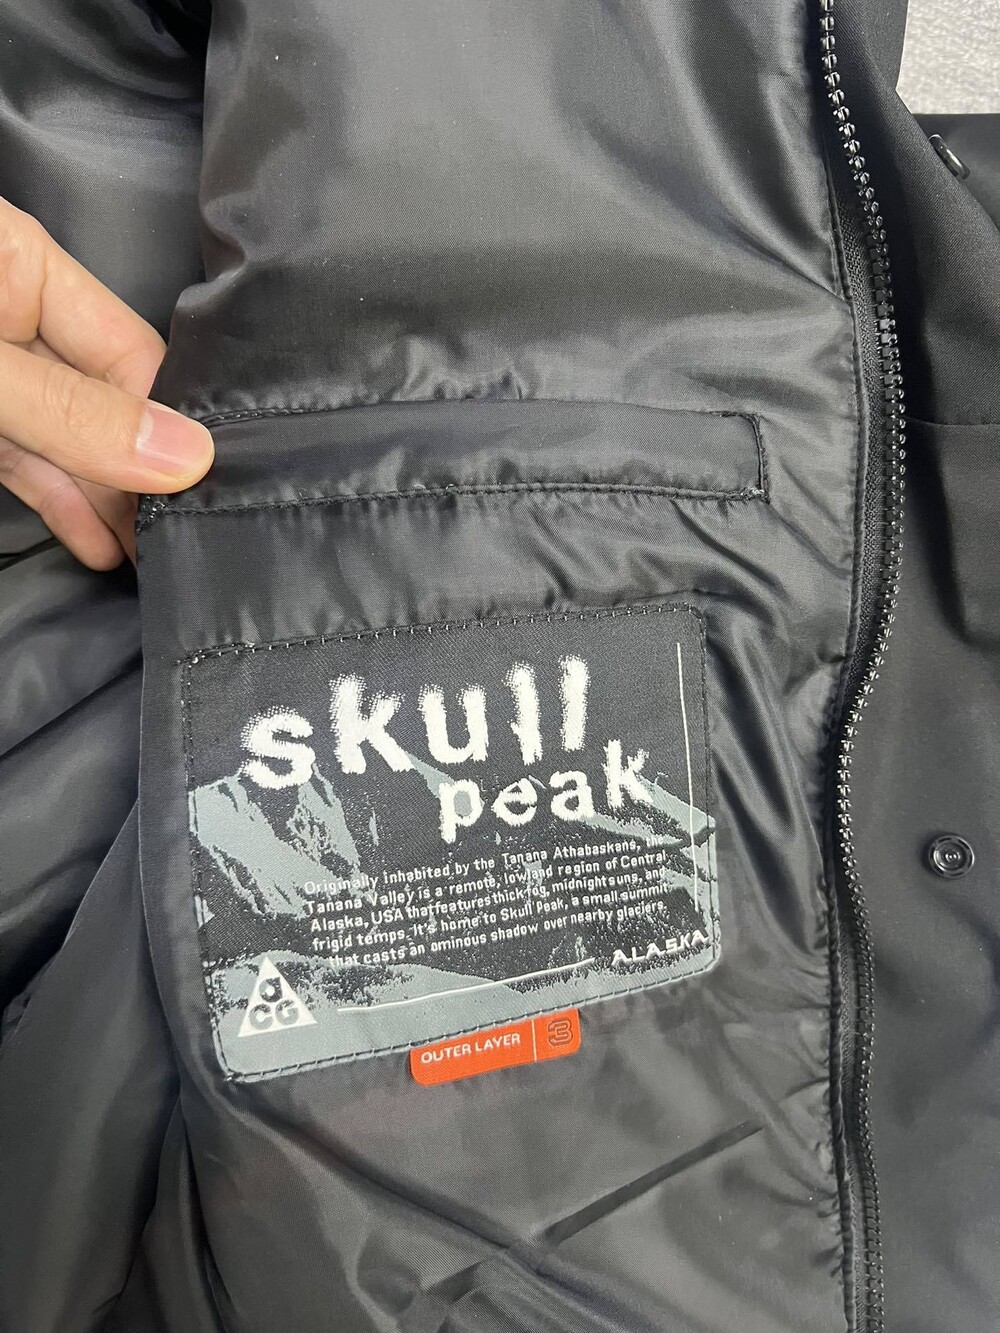 skull
peak
Originally inhabited by the Tanana Athabaskans, the
Tanana Valley is a remote, lowland region of Central
Alaska, USA that features thick fog, midnight suns, and
frigid temps. It's home to Skull Peak, a small summit
that casts an ominous shadow over nearby glaciers.
ALASKA
aCG
OUTER LAYER 3